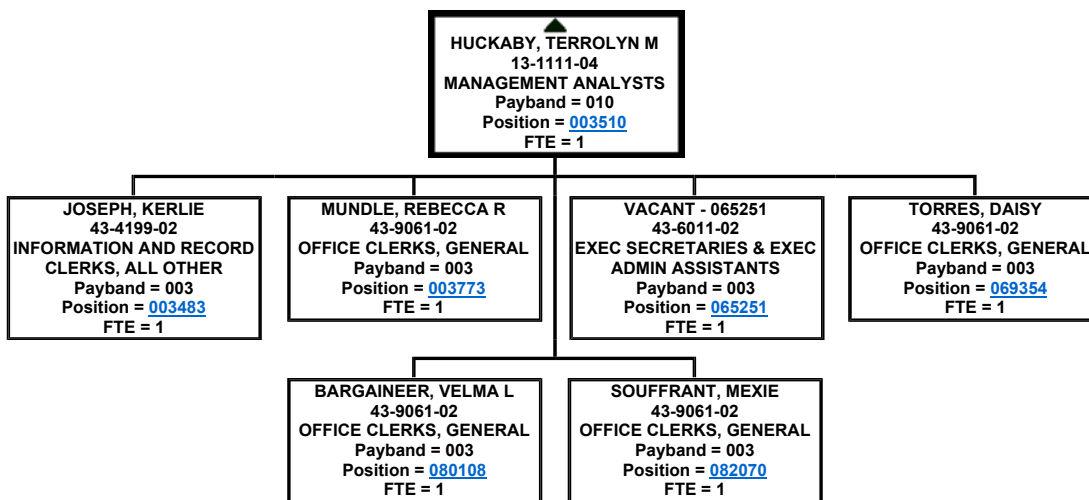 HUCKABY, TERROLYN M
13-1111-04
MANAGEMENT ANALYSTS
Payband = 010
Position = 003510
FTE = 1
JOSEPH, KERLIE
43-4199-02
INFORMATION AND RECORD
CLERKS, ALL OTHER
Payband = 003
Position = 003483
FTE = 1
MUNDLE, REBECCA R
43-9061-02
OFFICE CLERKS, GENERAL
Payband = 003
Position = 003773
FTE = 1
VACANT - 065251
43-6011-02
EXEC SECRETARIES & EXEC
ADMIN ASSISTANTS
Payband = 003
Position = 065251
FTE = 1
TORRES, DAISY
43-9061-02
OFFICE CLERKS, GENERAL
Payband = 003
Position = 069354
FTE = 1
BARGAINEER, VELMA L
43-9061-02
OFFICE CLERKS, GENERAL
Payband = 003
Position = 080108
FTE = 1
SOUFFRANT, MEXIE
43-9061-02
OFFICE CLERKS, GENERAL
Payband = 003
Position = 082070
FTE = 1